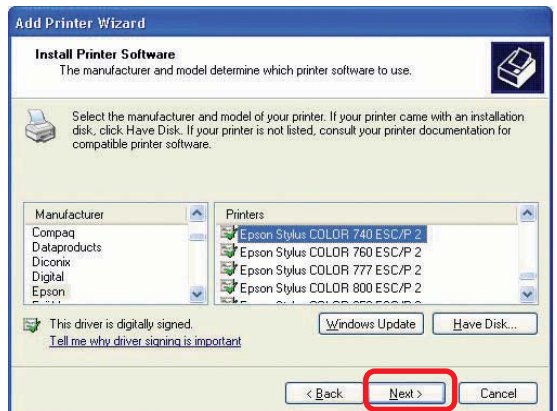 Add Printer Wizard
Install Printer Software
The manufacturer and model determine which printer software to use.
Select the manufacturer and model of your printer. If your printer came with an installation
disk, click Have Disk. If your printer is not listed, consult your printer documentation for
compatible printer software.
Manufacturer
Compaq
Dataproducts
Diconix
Digital
Epson
Printers
Epson Stylus COLOR 740 ESC/P 2
Epson Stylus COLOR 760 ESC/P 2
Epson Stylus COLOR 777 ESC/P 2
Epson Stylus COLOR 800 ESC/P 2
This driver is digitally signed.
Tell me why driver signing is important
Windows Update
Have Disk...
< Back
Next >
Cancel